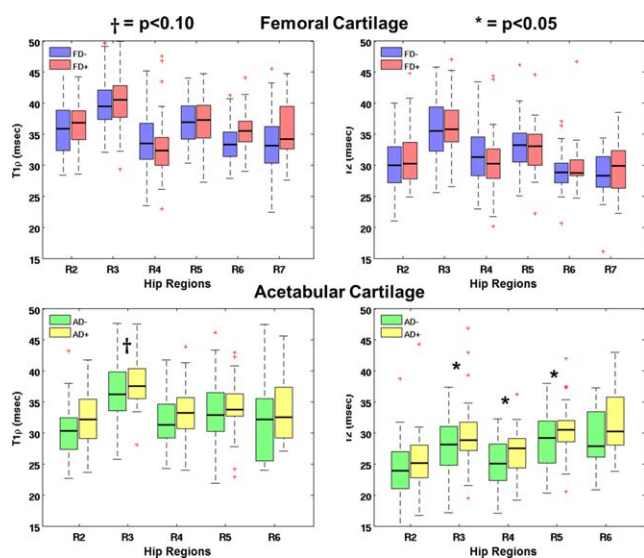 † = p<0.10 Femoral Cartilage * = p<0.05
50
45
40
35
30
25
20
15
T1ρ (msec)
FD-
FD+
R2 R3 R4 R5 R6 R7
Hip Regions
50
45
40
35
30
25
20
15
T2 (msec)
FD-
FD+
R2 R3 R4 R5 R6 R7
Hip Regions
Acetabular Cartilage
50
45
40
35
30
25
20
15
T1ρ (msec)
AD-
AD+
†
R2 R3 R4 R5 R6
Hip Regions
50
45
40
35
30
25
20
15
T2 (msec)
AD-
AD+
* * *
R2 R3 R4 R5 R6
Hip Regions